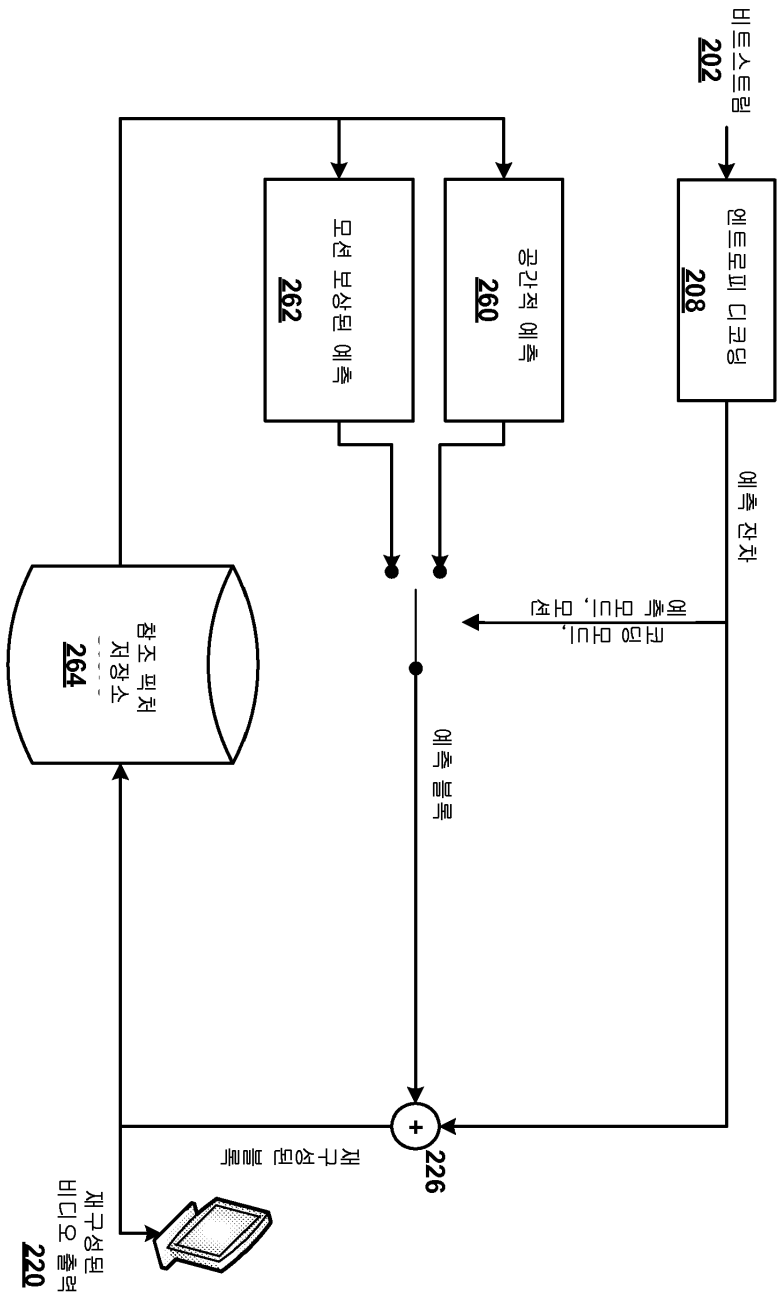 비트스트림
202
엔트로피 디코딩
208
예측 잔차
코딩 모드,
예측 모드, 모션
공간적 예측
260
모션 보상된 예측
262
예측 블록
+
226
참조 픽처
저장소
264
재구성된 블록
재구성된
비디오 출력
220